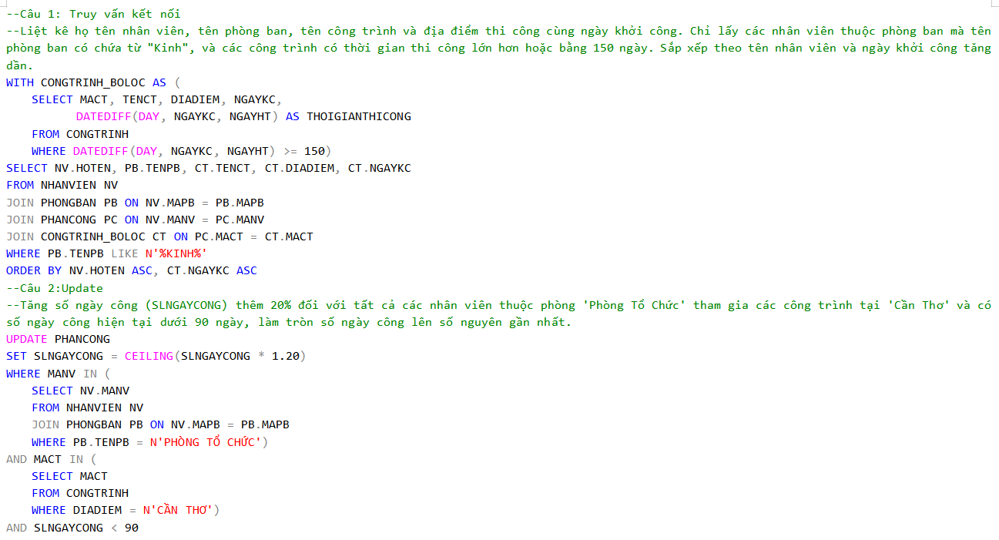 --Câu 1: Truy vấn kết nối
--Liệt kê họ tên nhân viên, tên phòng ban, tên công trình và địa điểm thi công cùng ngày khởi công. Chỉ lấy các nhân viên thuộc phòng ban mà tên
phòng ban có chứa từ "Kinh", và các công trình có thời gian thi công lớn hơn hoặc bằng 150 ngày. Sắp xếp theo tên nhân viên và ngày khởi công tăng
dần.
WITH CONGTRINH_BOLOC AS (
SELECT MACT, TENCT, DIADIEM, NGAYKC,
DATEDIFF(DAY, NGAYKC, NGAYHT) AS THOIGIANTHICONG
FROM CONGTRINH
WHERE DATEDIFF(DAY, NGAYKC, NGAYHT) >= 150)
SELECT NV.HOTEN, PB.TENPB, CT.TENCT, CT.DIADIEM, CT.NGAYKC
FROM NHANVIEN NV
JOIN PHONGBAN PB ON NV.MAPB = PB.MAPB
JOIN PHANCONG PC ON NV.MANV = PC.MANV
JOIN CONGTRINH_BOLOC CT ON PC.MACT = CT.MACT
WHERE PB.TENPB LIKE N'%KINH%'
ORDER BY NV.HOTEN ASC, CT.NGAYKC ASC
--Câu 2:Update
--Tăng số ngày công (SLNGAYCONG) thêm 20% đối với tất cả các nhân viên thuộc phòng 'Phòng Tổ Chức' tham gia các công trình tại 'Cần Thơ' và có
số ngày công hiện tại dưới 90 ngày, làm tròn số ngày công lên số nguyên gần nhất.
UPDATE PHANCONG
SET SLNGAYCONG = CEILING(SLNGAYCONG * 1.20)
WHERE MANV IN (
SELECT NV.MANV
FROM NHANVIEN NV
JOIN PHONGBAN PB ON NV.MAPB = PB.MAPB
WHERE PB.TENPB = N'PHÒNG TỔ CHỨC')
AND MACT IN (
SELECT MACT
FROM CONGTRINH
WHERE DIADIEM = N'CẦN THƠ')
AND SLNGAYCONG < 90